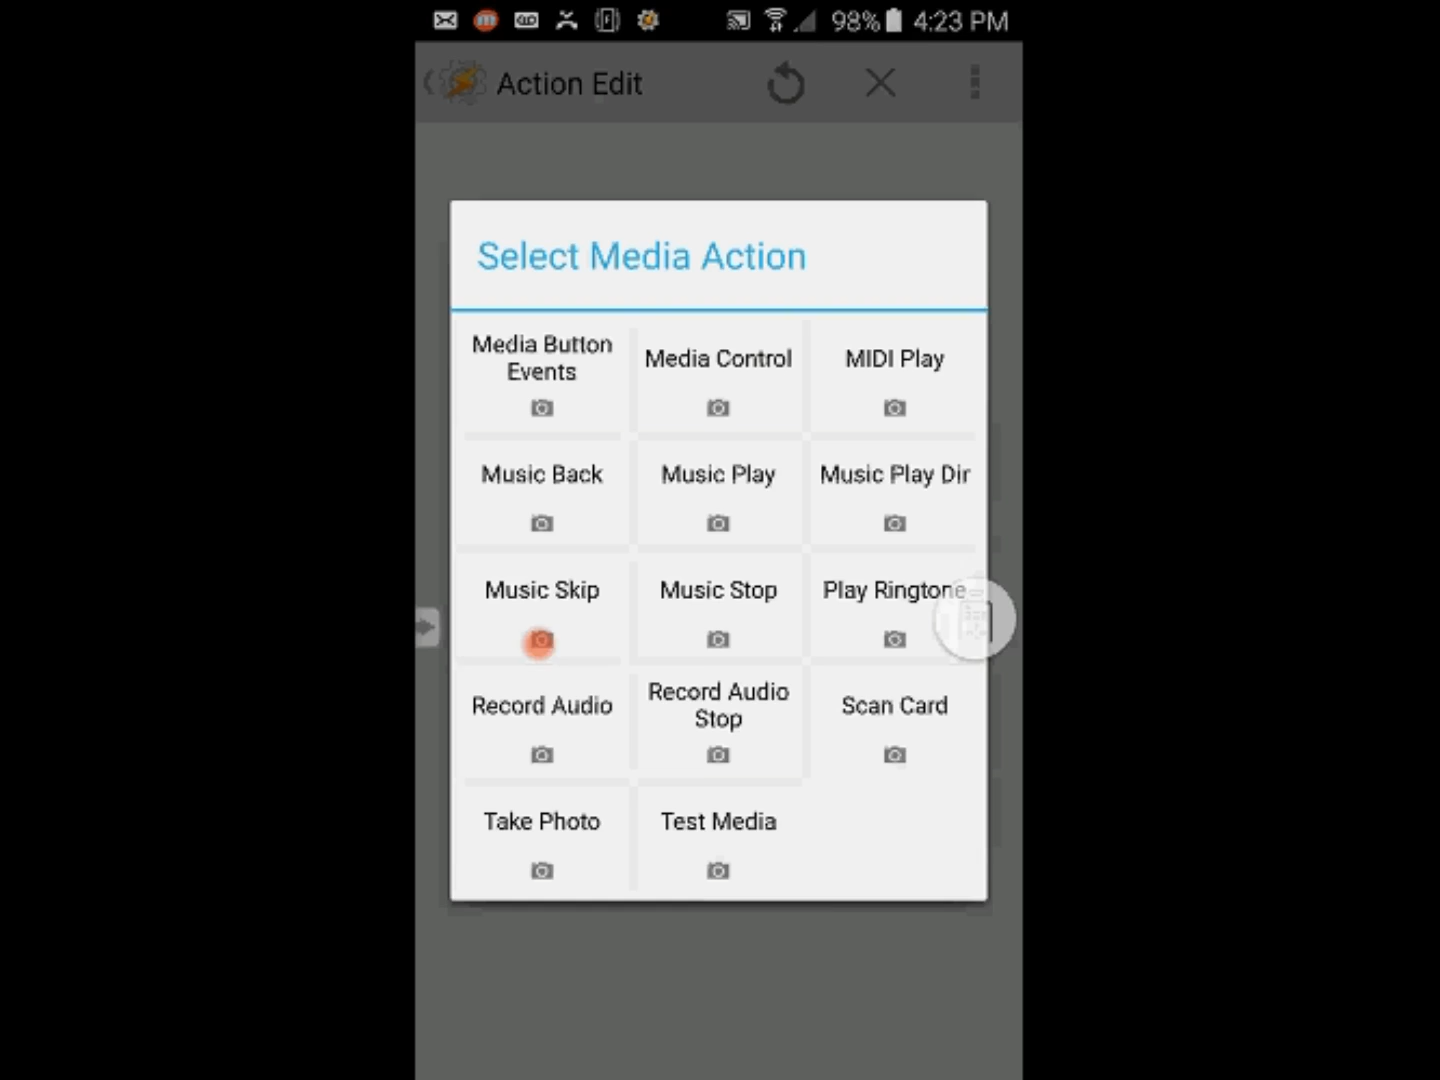 98% 4:23 PM
Action Edit
Select Media Action
Media Button
Events
Media Control
MIDI Play
Music Back
Music Play
Music Play Dir
Music Skip
Music Stop
Play Ringtone
Record Audio
Record Audio
Stop
Scan Card
Take Photo
Test Media